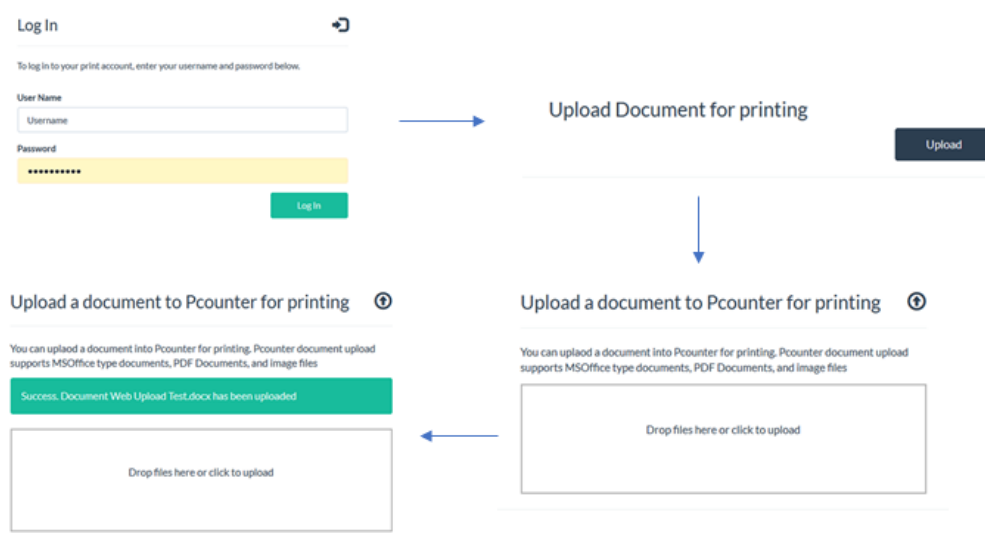 Log In
To log in to your print account, enter your username and password below.
User Name
Username
Password
••••••••••
Log In
Upload Document for printing
Upload
Upload a document to Pcounter for printing
You can uplaod a document into Pcounter for printing. Pcounter document upload
supports MSOffice type documents, PDF Documents, and image files
Drop files here or click to upload
Upload a document to Pcounter for printing
You can uplaod a document into Pcounter for printing. Pcounter document upload
supports MSOffice type documents, PDF Documents, and image files
Success. Document Web Upload Test.docx has been uploaded
Drop files here or click to upload